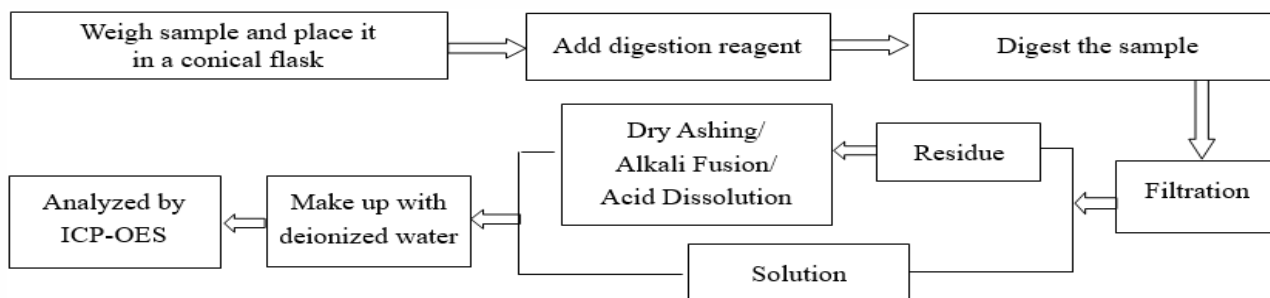 Weigh sample and place it
in a conical flask
Add digestion reagent
Digest the sample
Filtration
Residue
Dry Ashing/
Alkali Fusion/
Acid Dissolution
Solution
Make up with
deionized water
Analyzed by
ICP-OES